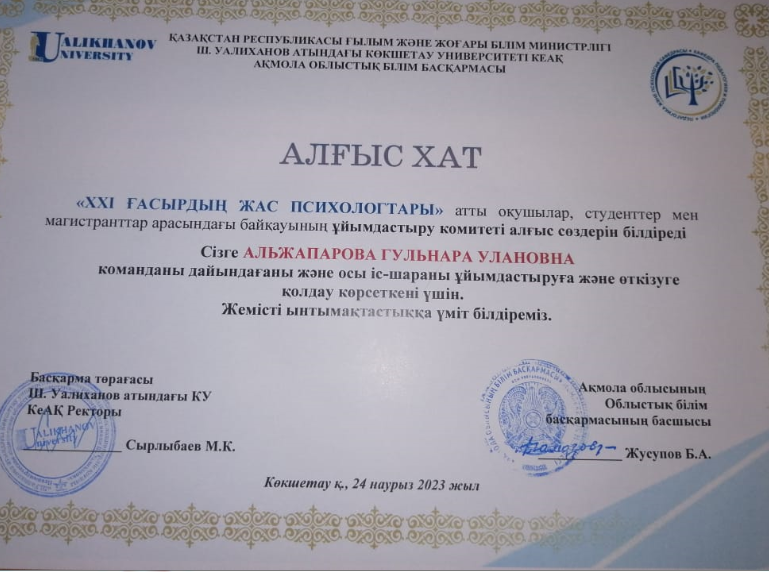 UALIKHANOV
UNIVERSITY
ҚАЗАҚСТАН РЕСПУБЛИКАСЫ ҒЫЛЫМ ЖӘНЕ ЖОҒАРЫ БІЛІМ МИНИСТРЛІГІ
Ш. УАЛИХАНОВ АТЫНДАҒЫ КӨКШЕТАУ УНИВЕРСИТЕТІ КЕАҚ
АҚМОЛА ОБЛЫСТЫҚ БІЛІМ БАСҚАРМАСЫ
АЛҒЫС ХАТ
«XXI ҒАСЫРДЫҢ ЖАС ПСИХОЛОГТАРЫ» атты оқушылар, студенттер мен
магистранттар арасындағы байқауының ұйымдастыру комитеті алғыс сөздерін білдіреді
Сізге АЛЬЖАПАРОВА ГУЛЬНАРА УЛАНОВНА
команданы дайындағаны және осы іс-шараны ұйымдастыруға және өткізуге
қолдау көрсеткені үшін.
Жемісті ынтымақтастыққа үміт білдіреміз.
Басқарма төрағасы
Ш. Уалиханов атындағы КУ
КеАҚ Ректоры
UALIKHANOV
University
Сырлыбаев М.К.
Ақмола облысының
Облыстық білім
басқармасының басшысы
Жусупов Б.А.
Көкшетау қ., 24 наурыз 2023 жыл